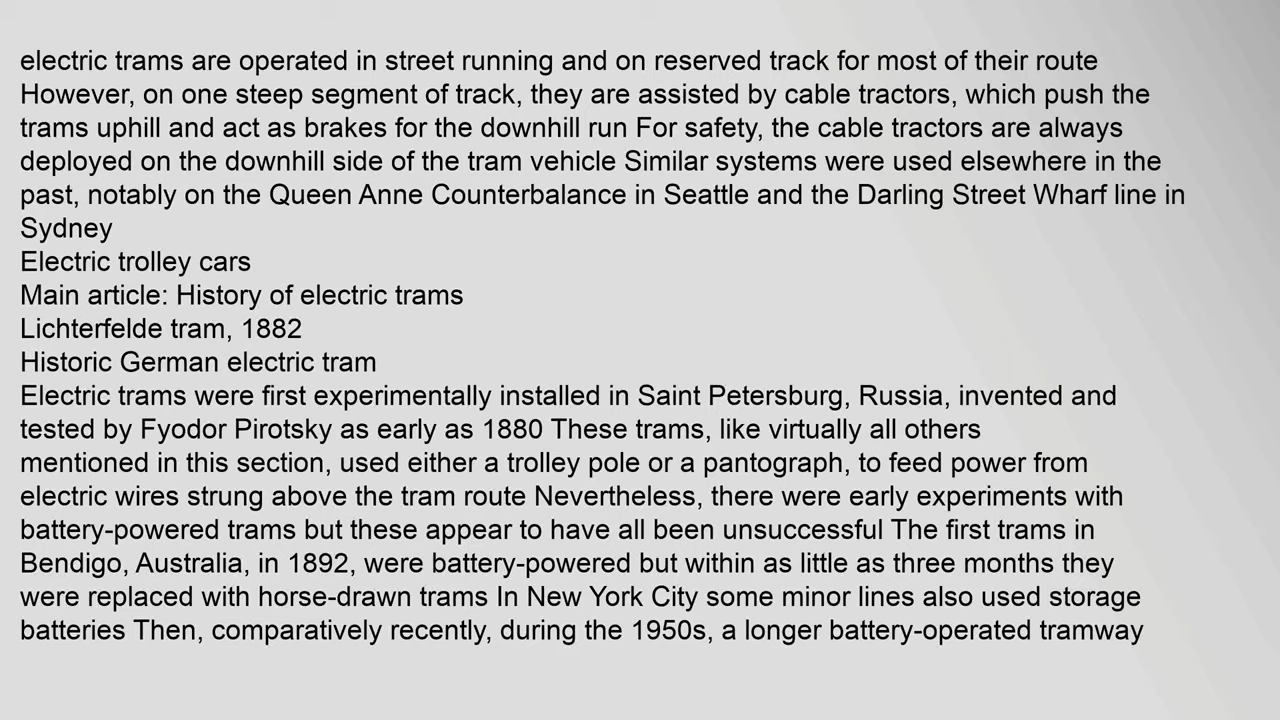 electric trams are operated in street running and on reserved track for most of their route
However, on one steep segment of track, they are assisted by cable tractors, which push the
trams uphill and act as brakes for the downhill run For safety, the cable tractors are always
deployed on the downhill side of the tram vehicle Similar systems were used elsewhere in the
past, notably on the Queen Anne Counterbalance in Seattle and the Darling Street Wharf line in
Sydney
Electric trolley cars
Main article: History of electric trams
Lichterfelde tram, 1882
Historic German electric tram
Electric trams were first experimentally installed in Saint Petersburg, Russia, invented and
tested by Fyodor Pirotsky as early as 1880 These trams, like virtually all others
mentioned in this section, used either a trolley pole or a pantograph, to feed power from
electric wires strung above the tram route Nevertheless, there were early experiments with
battery-powered trams but these appear to have all been unsuccessful The first trams in
Bendigo, Australia, in 1892, were battery-powered but within as little as three months they
were replaced with horse-drawn trams In New York City some minor lines also used storage
batteries Then, comparatively recently, during the 1950s, a longer battery-operated tramway